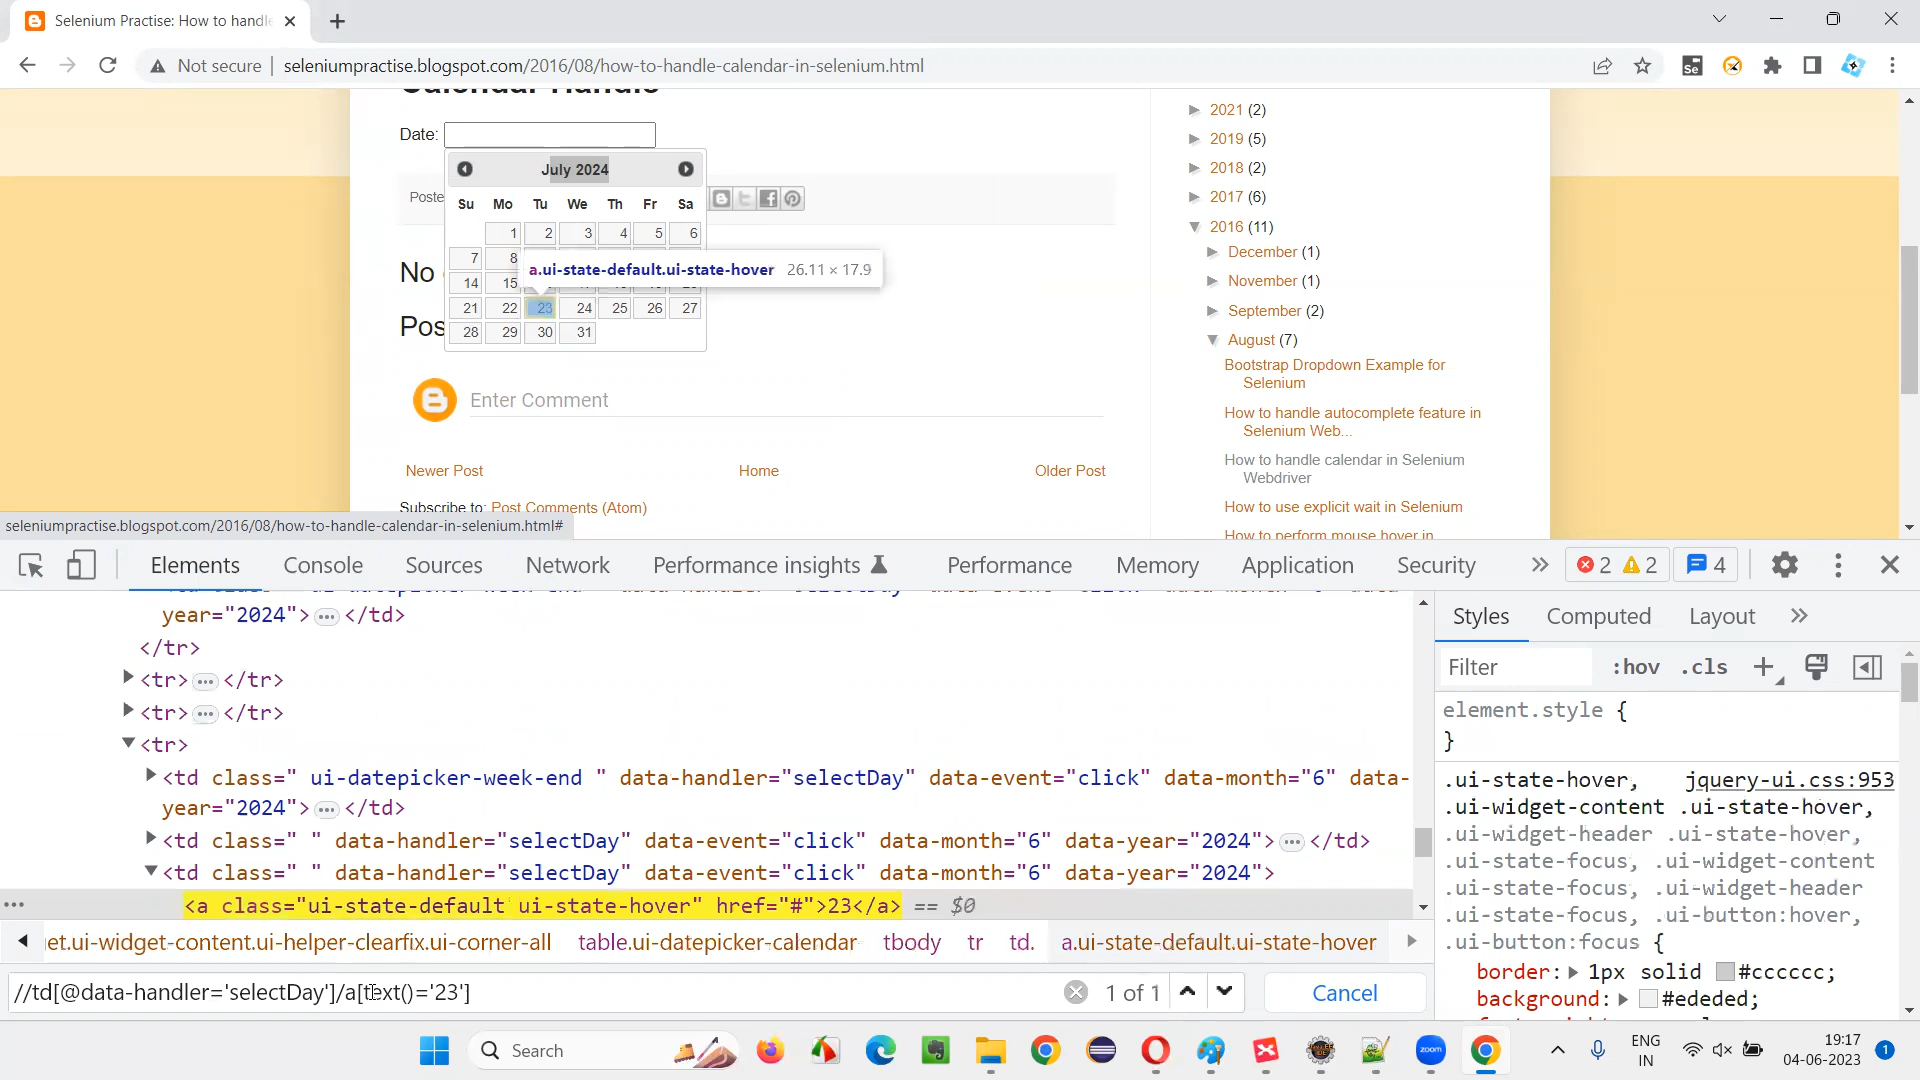 Selenium Practise: How to handle
Not secure
seleniumpractise.blogspot.com/2016/08/how-to-handle-calendar-in-selenium.html
Calendar Handle
Date:
July 2024
Su Mo Tu We Th Fr Sa
1 2 3 4 5 6
7 8
14 15
21 22 23 24 25 26 27
28 29 30 31
a.ui-state-default.ui-state-hover 26.11 × 17.9
Poste
No
Pos
Enter Comment
Newer Post Home Older Post
Subscribe to: Post Comments (Atom)
2021 (2)
2019 (5)
2018 (2)
2017 (6)
2016 (11)
December (1)
November (1)
September (2)
August (7)
Bootstrap Dropdown Example for
Selenium
How to handle autocomplete feature in
Selenium Web...
How to handle calendar in Selenium
Webdriver
How to use explicit wait in Selenium
How to perform mouse hover in
seleniumpractise.blogspot.com/2016/08/how-to-handle-calendar-in-selenium.html#
Elements Console Sources Network Performance insights Performance Memory Application Security 2 2 4
year="2024">…</td>
</tr>
<tr>…</tr>
<tr>…</tr>
<tr>
<td class=" ui-datepicker-week-end " data-handler="selectDay" data-event="click" data-month="6" data-
year="2024">…</td>
<td class=" " data-handler="selectDay" data-event="click" data-month="6" data-year="2024">…</td>
<td class=" " data-handler="selectDay" data-event="click" data-month="6" data-year="2024">
<a class="ui-state-default ui-state-hover" href="#">23</a> == $0
et.ui-widget-content.ui-helper-clearfix.ui-corner-all table.ui-datepicker-calendar tbody tr td. a.ui-state-default.ui-state-hover
//td[@data-handler='selectDay']/a[text()='23']
1 of 1
Cancel
Styles Computed Layout
Filter :hov .cls
element.style {
}
.ui-state-hover, jquery-ui.css:953
.ui-widget-content .ui-state-hover,
.ui-widget-header .ui-state-hover,
.ui-state-focus, .ui-widget-content
.ui-state-focus, .ui-widget-header
.ui-state-focus, .ui-button:hover,
.ui-button:focus {
border: 1px solid #cccccc;
background: #ededed;
Search
zoom
ENG
IN
19:17
04-06-2023
1